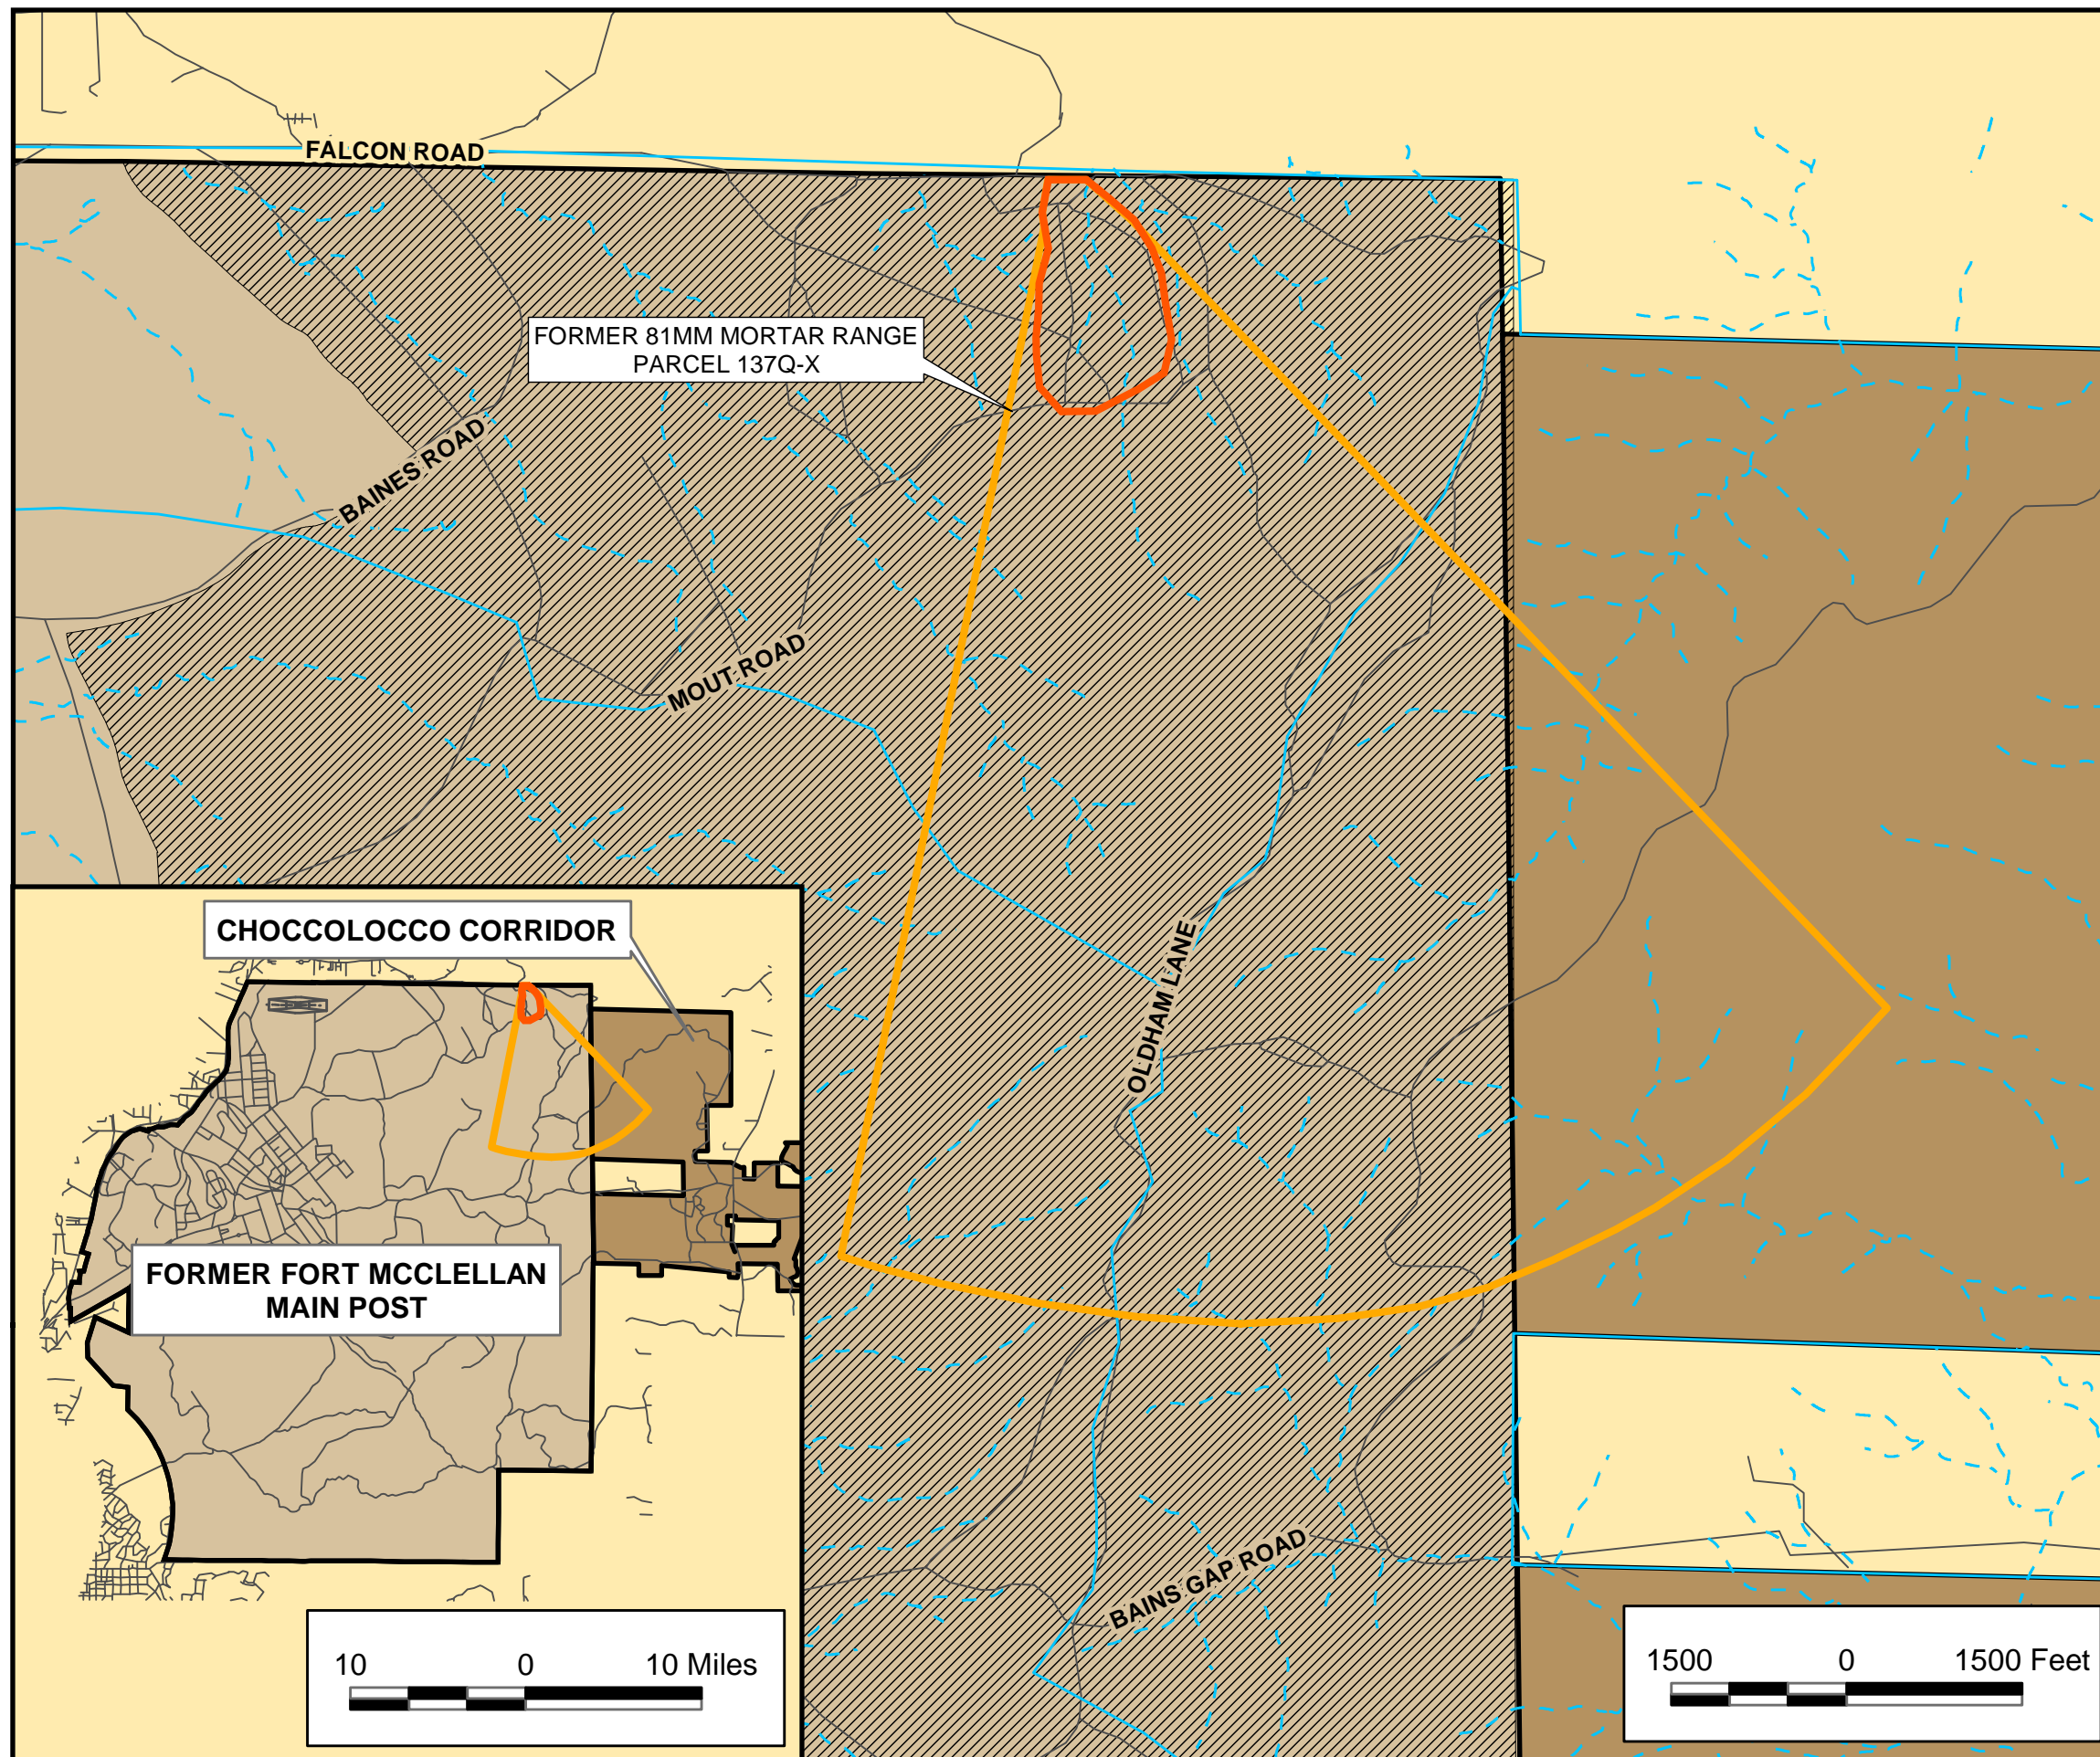 FALCON ROAD
FORMER 81MM MORTAR RANGE
PARCEL 137Q-X
BAINES ROAD
MOUT ROAD
OLDHAM LANE
BAINS GAP ROAD
CHOCCOLOCCO CORRIDOR
FORMER FORT MCCLELLAN
MAIN POST
10 0 10 Miles
1500 0 1500 Feet